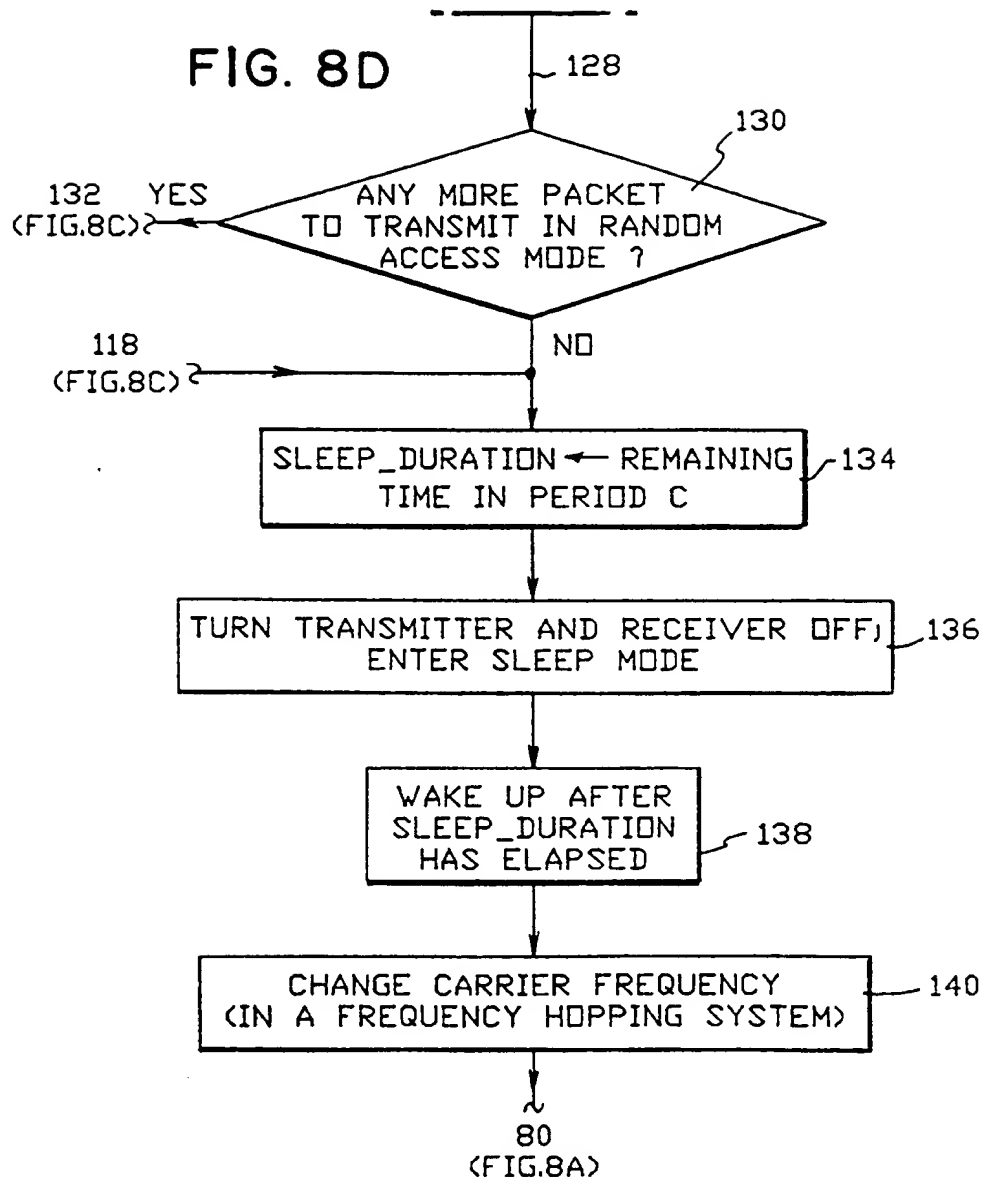 FIG. 8D
128
130
132 YES
(FIG.8C)
ANY MORE PACKET
TO TRANSMIT IN RANDOM
ACCESS MODE ?
NO
118
(FIG.8C)
SLEEP_DURATION ← REMAINING
TIME IN PERIOD C
134
TURN TRANSMITTER AND RECEIVER OFF;
ENTER SLEEP MODE
136
WAKE UP AFTER
SLEEP_DURATION
HAS ELAPSED
138
CHANGE CARRIER FREQUENCY
(IN A FREQUENCY HOPPING SYSTEM)
140
80
(FIG.8A)